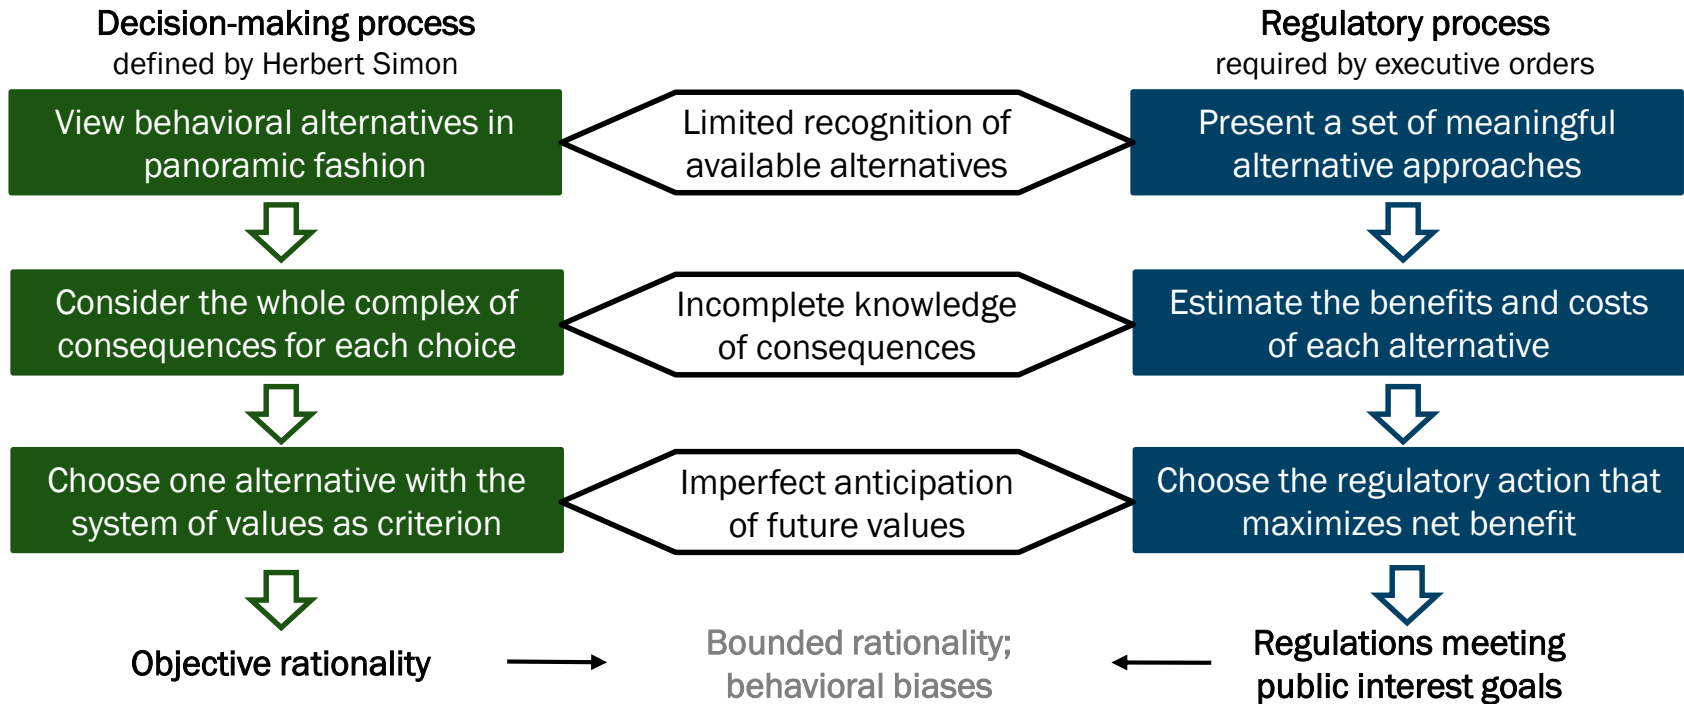 Decision-making process
defined by Herbert Simon
Regulatory process
required by executive orders
View behavioral alternatives in
panoramic fashion
Limited recognition of
available alternatives
Present a set of meaningful
alternative approaches
Consider the whole complex of
consequences for each choice
Incomplete knowledge
of consequences
Estimate the benefits and costs
of each alternative
Choose one alternative with the
system of values as criterion
Imperfect anticipation
of future values
Choose the regulatory action that
maximizes net benefit
Objective rationality
Bounded rationality;
behavioral biases
Regulations meeting
public interest goals